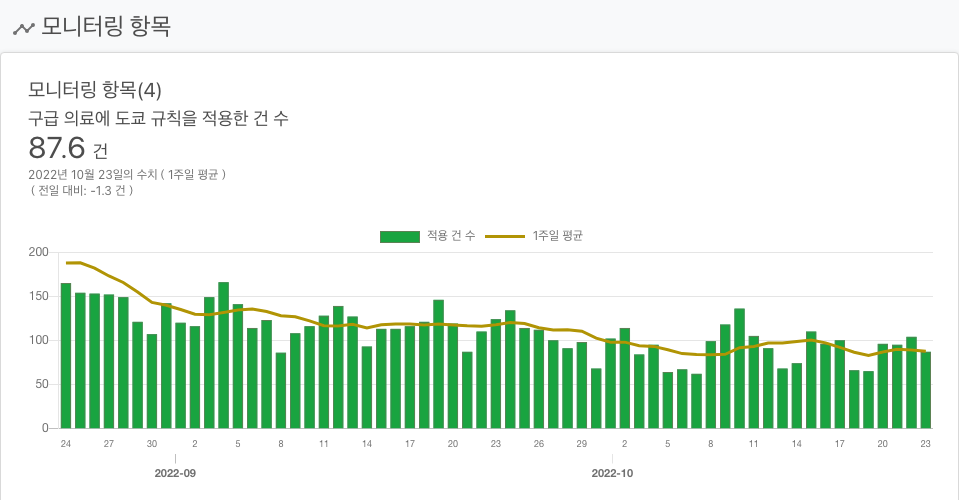 모니터링 항목
모니터링 항목(4)
구급 의료에 도쿄 규칙을 적용한 건 수
87.6 건
2022년 10월 23일의 수치 ( 1주일 평균 )
( 전일 대비: -1.3 건 )
적용 건 수 1주일 평균
200
150
100
50
0
24 27 30 2 5 8 11 14 17 20 23 26 29 2 5 8 11 14 17 20 23
2022-09 2022-10